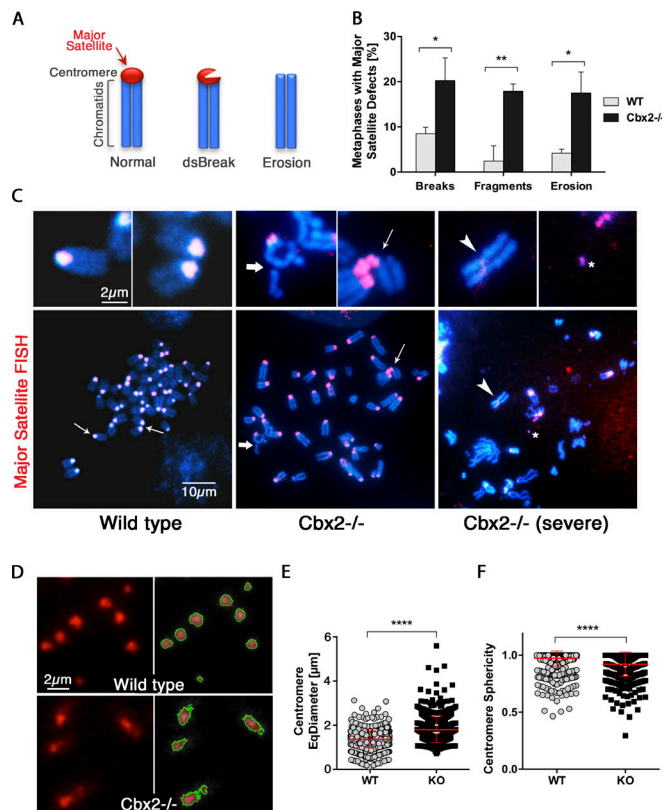 A
Major
Satellite
Centromere
Chromatids
Normal
dsBreak
Erosion
B
Metaphases with Major
Satellite Defects [%]
30
20
10
0
*
**
*
WT
Cbx2-/-
Breaks
Fragments
Erosion
C
Major Satellite FISH
2µm
*
10µm
*
Wild type
Cbx2-/-
Cbx2-/- (severe)
D
2µm
Wild type
Cbx2-/-
E
****
Centromere
EqDiameter [µm]
8
6
4
2
0
WT
KO
F
****
Centromere Sphericity
1.0
0.5
0.0
WT
KO